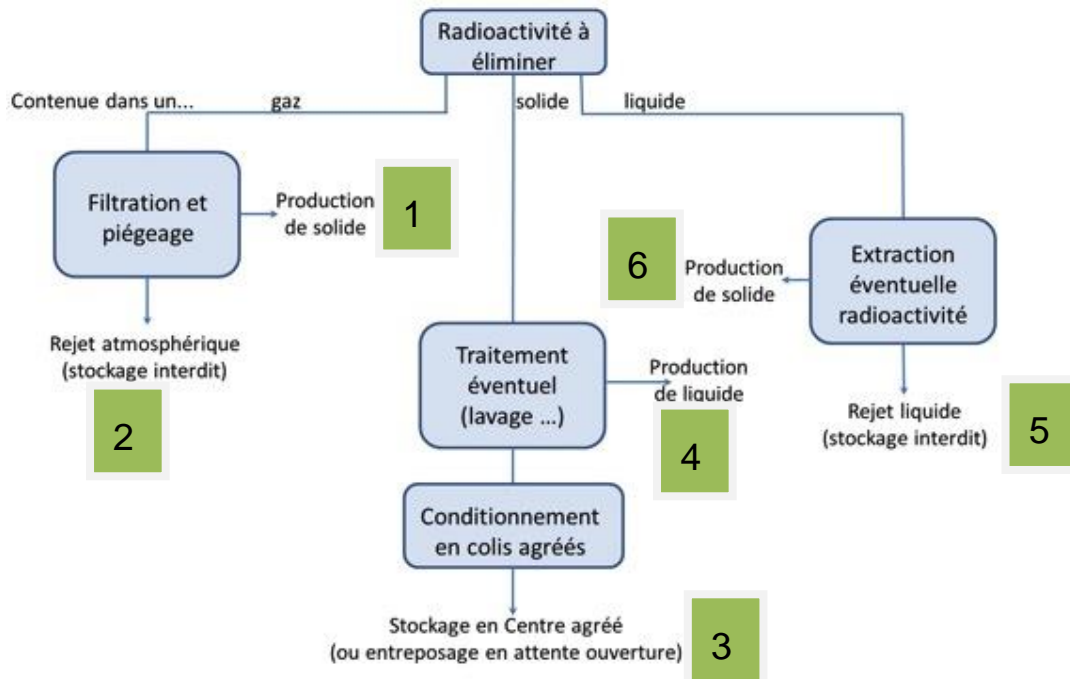 Radioactivité à
éliminer
Contenue dans un...
gaz
solide
liquide
Filtration et
piégeage
Production
de solide
1
6
Production
de solide
Extraction
éventuelle
radioactivité
Rejet atmosphérique
(stockage interdit)
2
Traitement
éventuel
(lavage ...)
Production
de liquide
4
Rejet liquide
(stockage interdit)
5
Conditionnement
en colis agréés
Stockage en Centre agréé
(ou entreposage en attente ouverture)
3